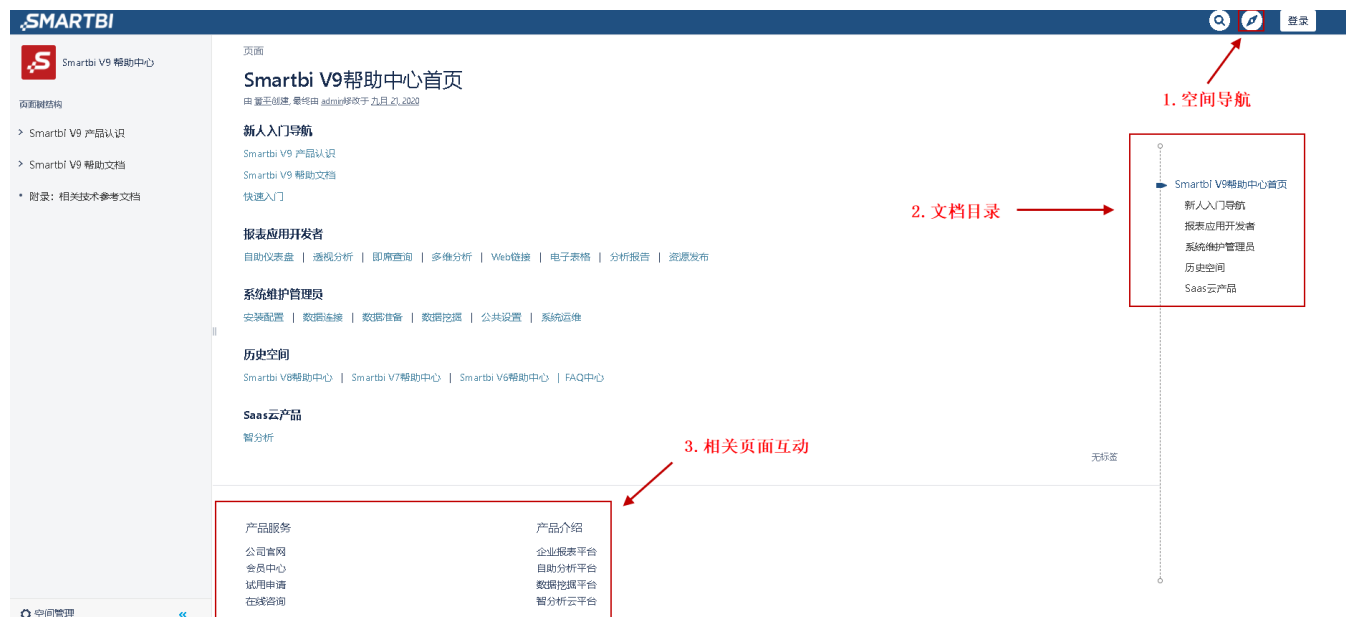 SMARTBI
登录
Smartbi V9 帮助中心
页面树结构
Smartbi V9 产品认识
Smartbi V9 帮助文档
附录：相关技术参考文档
空间管理
页面
Smartbi V9帮助中心首页
由 董王创建, 最终由 admin修改于 九月 21, 2020
新人入门导航
Smartbi V9 产品认识
Smartbi V9 帮助文档
快速入门
报表应用开发者
自助仪表盘 | 透视分析 | 即席查询 | 多维分析 | Web链接 | 电子表格 | 分析报告 | 资源发布
系统维护管理员
安装配置 | 数据连接 | 数据准备 | 数据挖掘 | 公共设置 | 系统运维
历史空间
Smartbi V8帮助中心 | Smartbi V7帮助中心 | Smartbi V6帮助中心 | FAQ中心
Saas云产品
智分析
无标签
1. 空间导航
2. 文档目录
Smartbi V9帮助中心首页
新人入门导航
报表应用开发者
系统维护管理员
历史空间
Saas云产品
3. 相关页面互动
产品服务
公司官网
会员中心
试用申请
在线咨询
产品介绍
企业报表平台
自助分析平台
数据挖掘平台
智分析云平台